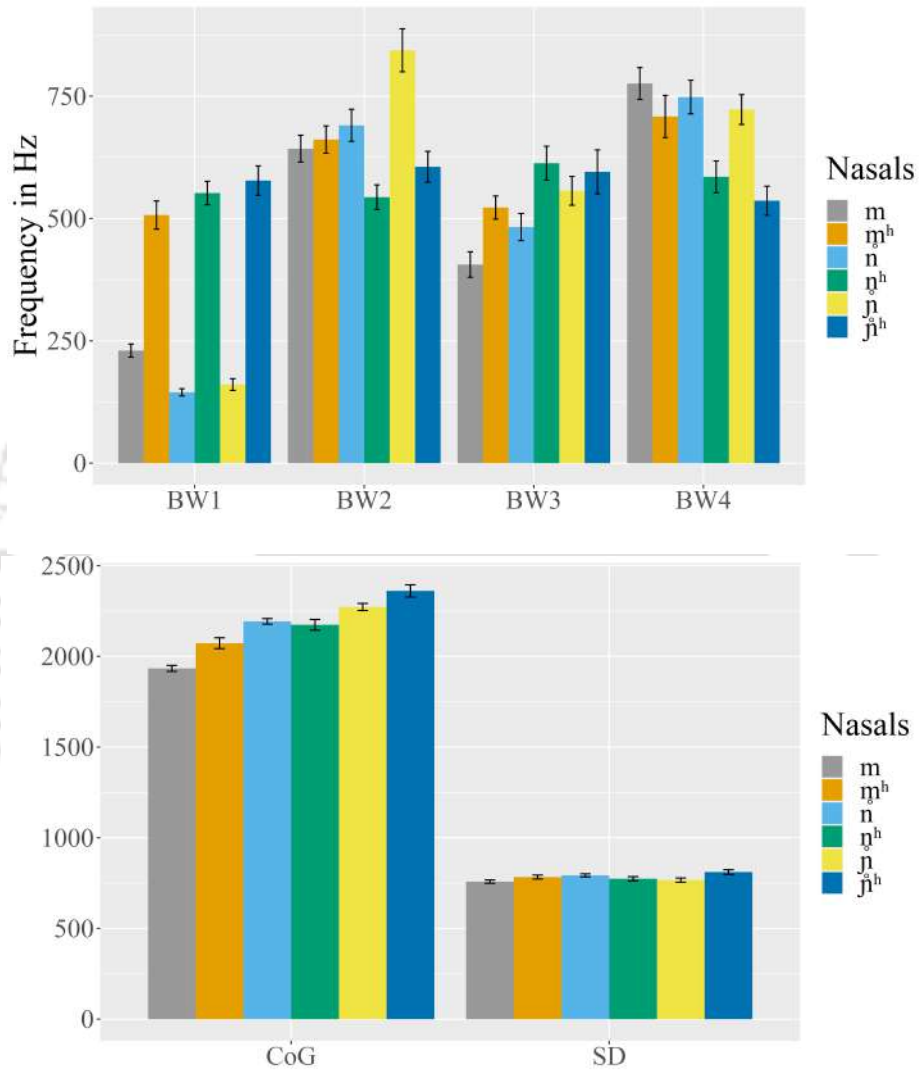 750
500
250
0
Frequency in Hz
BW1 BW2 BW3 BW4
Nasals
m
m̥ʰ
n
n̥ʰ
ɲ
ɲ̊ʰ
2500
2000
1500
1000
500
0
CoG SD
Nasals
m
m̥ʰ
n
n̥ʰ
ɲ
ɲ̊ʰ